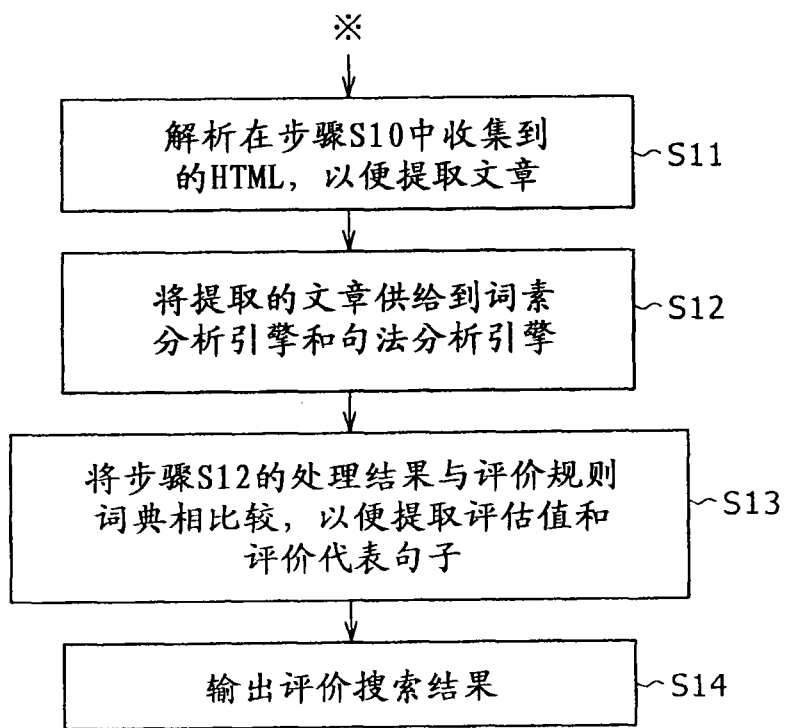 ※
解析在步骤S10中收集到
的HTML，以便提取文章
S11
将提取的文章供给到词素
分析引擎和句法分析引擎
S12
将步骤S12的处理结果与评价规则
词典相比较，以便提取评估值和
评价代表句子
S13
输出评价搜索结果
S14